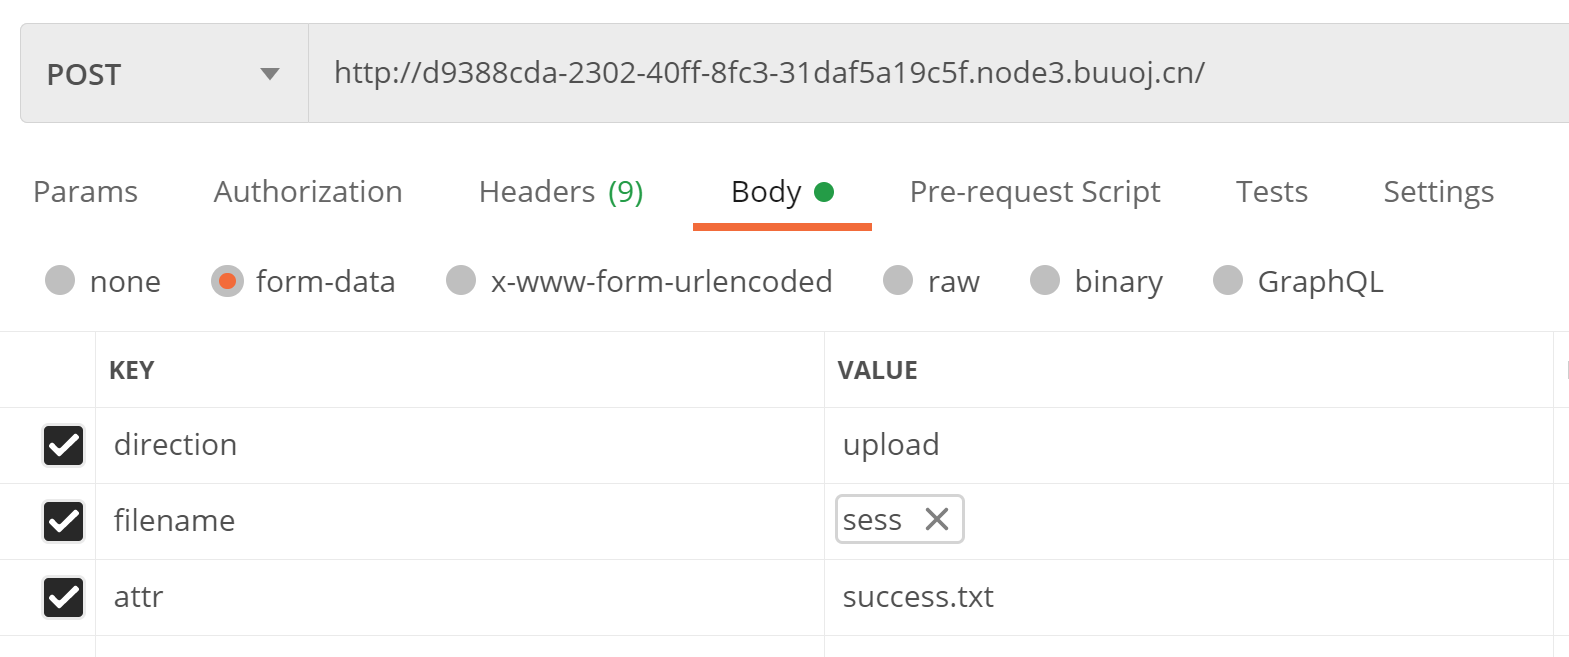 POST http://d9388cda-2302-40ff-8fc3-31daf5a19c5f.node3.buuoj.cn/
Params Authorization Headers (9) Body Pre-request Script Tests Settings
none form-data x-www-form-urlencoded raw binary GraphQL
KEY VALUE
direction upload
filename sess
attr success.txt